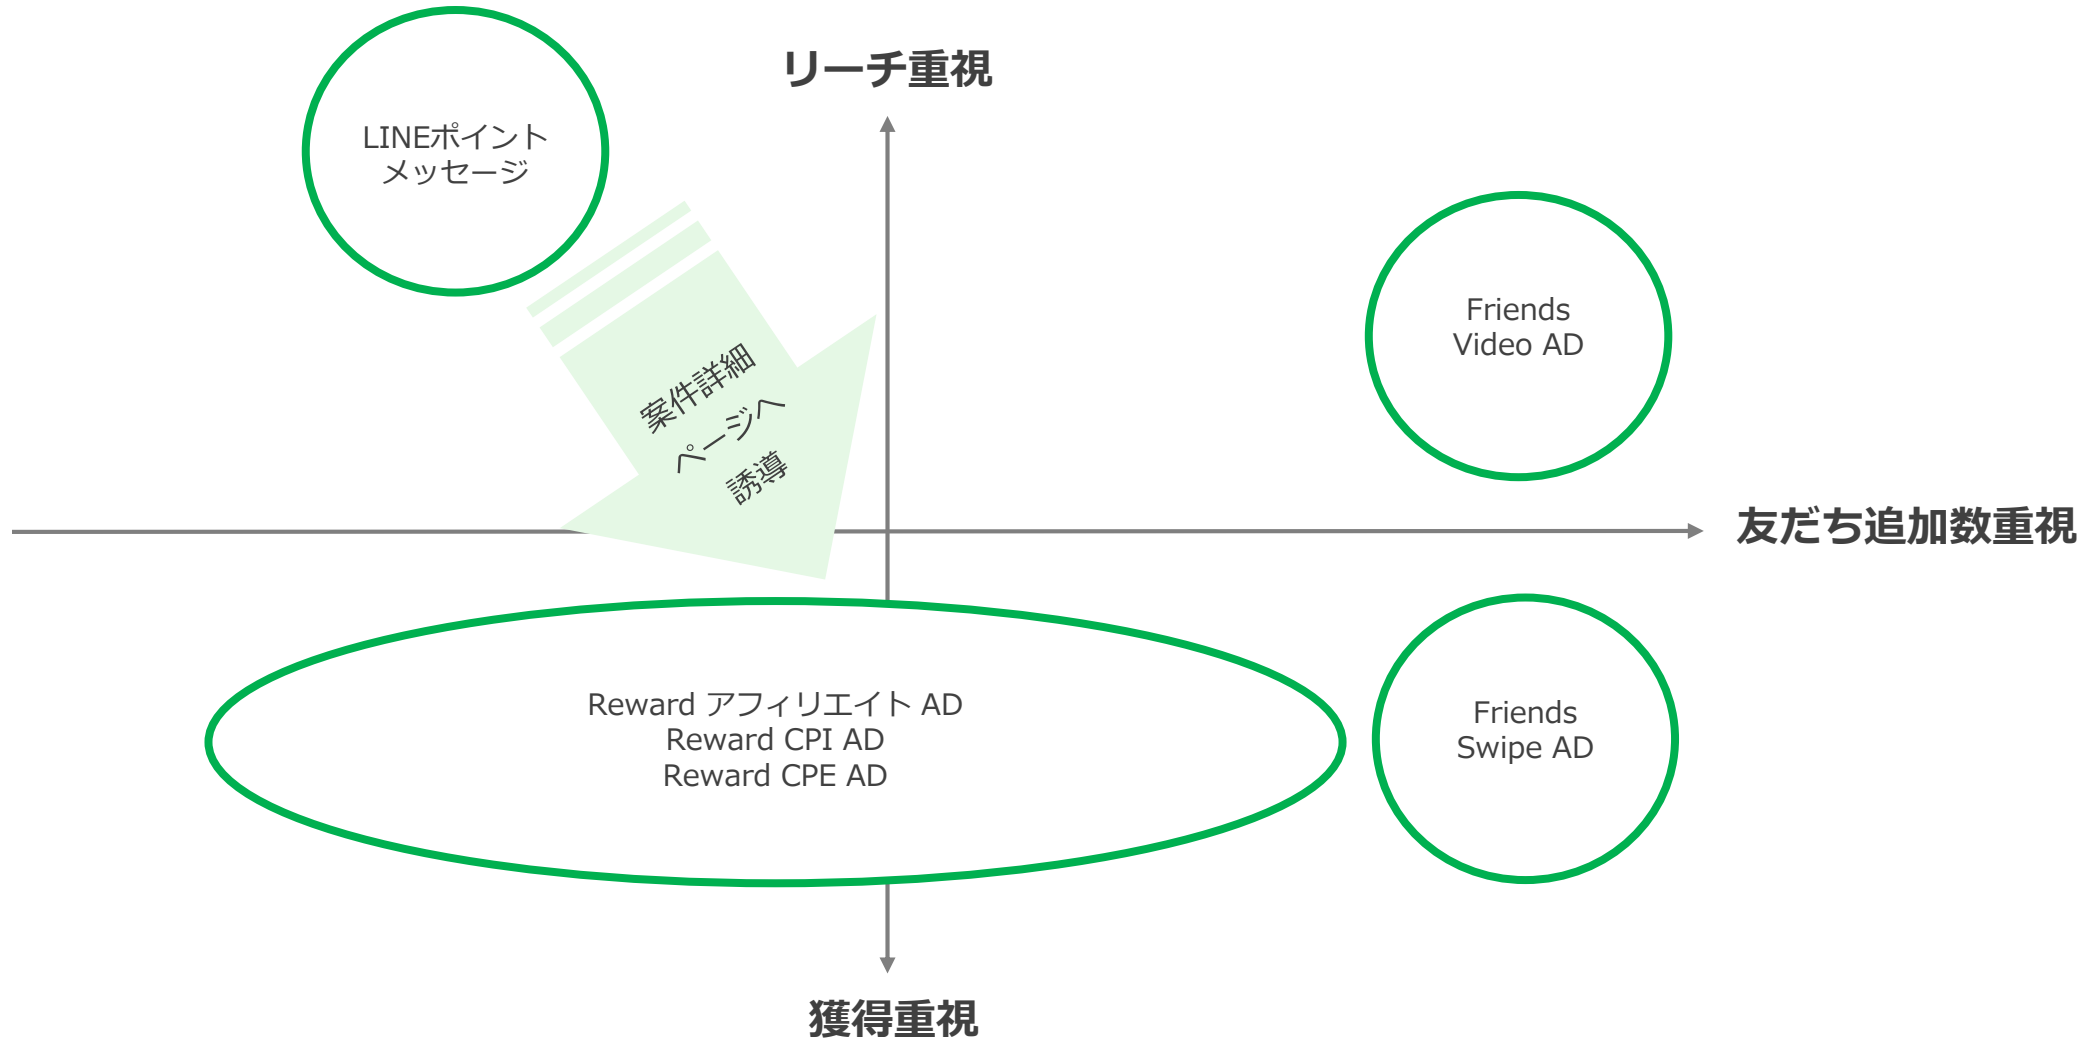 リーチ重視
LINEポイント
メッセージ
Friends
Video AD
案件詳細
ページへ
誘導
友だち追加数重視
Reward アフィリエイト AD
Reward CPI AD
Reward CPE AD
Friends
Swipe AD
獲得重視